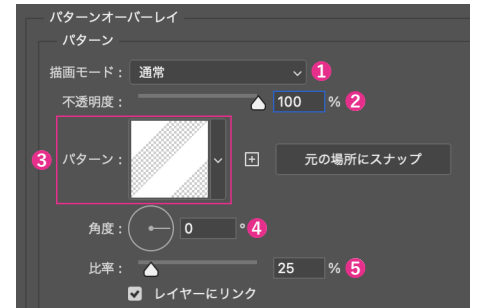 パターンオーバーレイ
パターン
描画モード： 通常 1
不透明度： 100 % 2
3 パターン： 元の場所にスナップ
角度： 0 ° 4
比率： 25 % 5
レイヤーにリンク